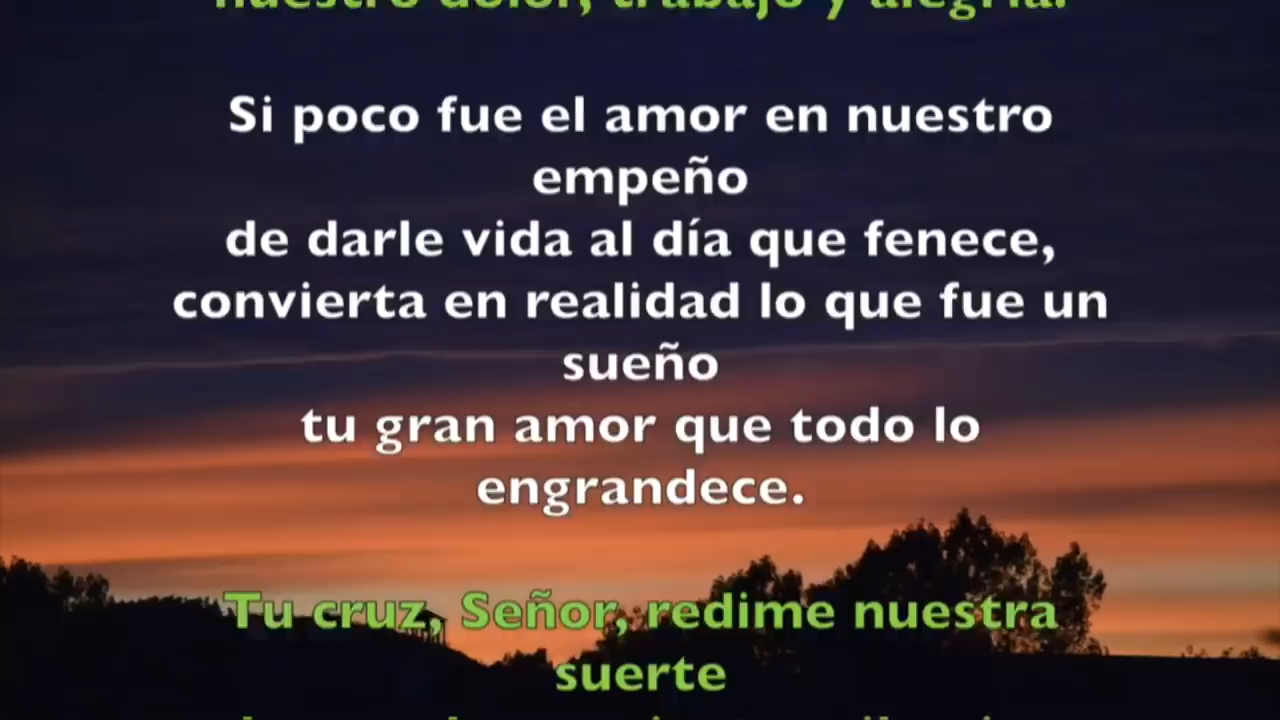 nuestro dolor, trabajo y alegría.
Si poco fue el amor en nuestro
empeño
de darle vida al día que fenece,
convierta en realidad lo que fue un
sueño
tu gran amor que todo lo
engrandece.
Tu cruz, Señor, redime nuestra
suerte